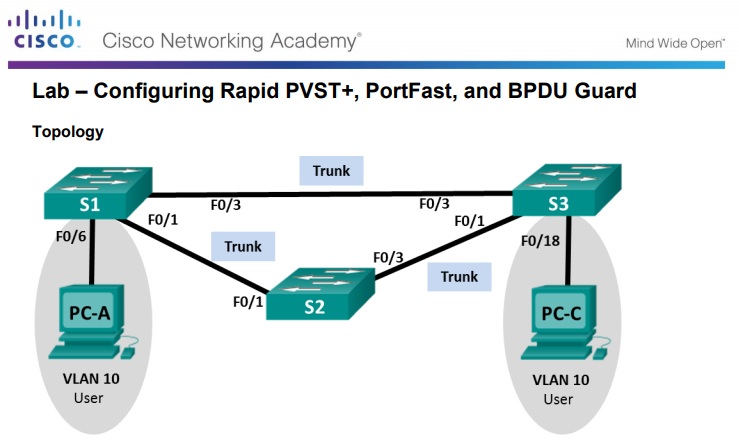 CISCO. Cisco Networking Academy® Mind Wide Open™
Lab – Configuring Rapid PVST+, PortFast, and BPDU Guard
Topology
Trunk
S1 F0/3 F0/3 S3
F0/6 F0/1 F0/1 F0/18
Trunk F0/3
Trunk
F0/1 S2
PC-A PC-C
VLAN 10 VLAN 10
User User